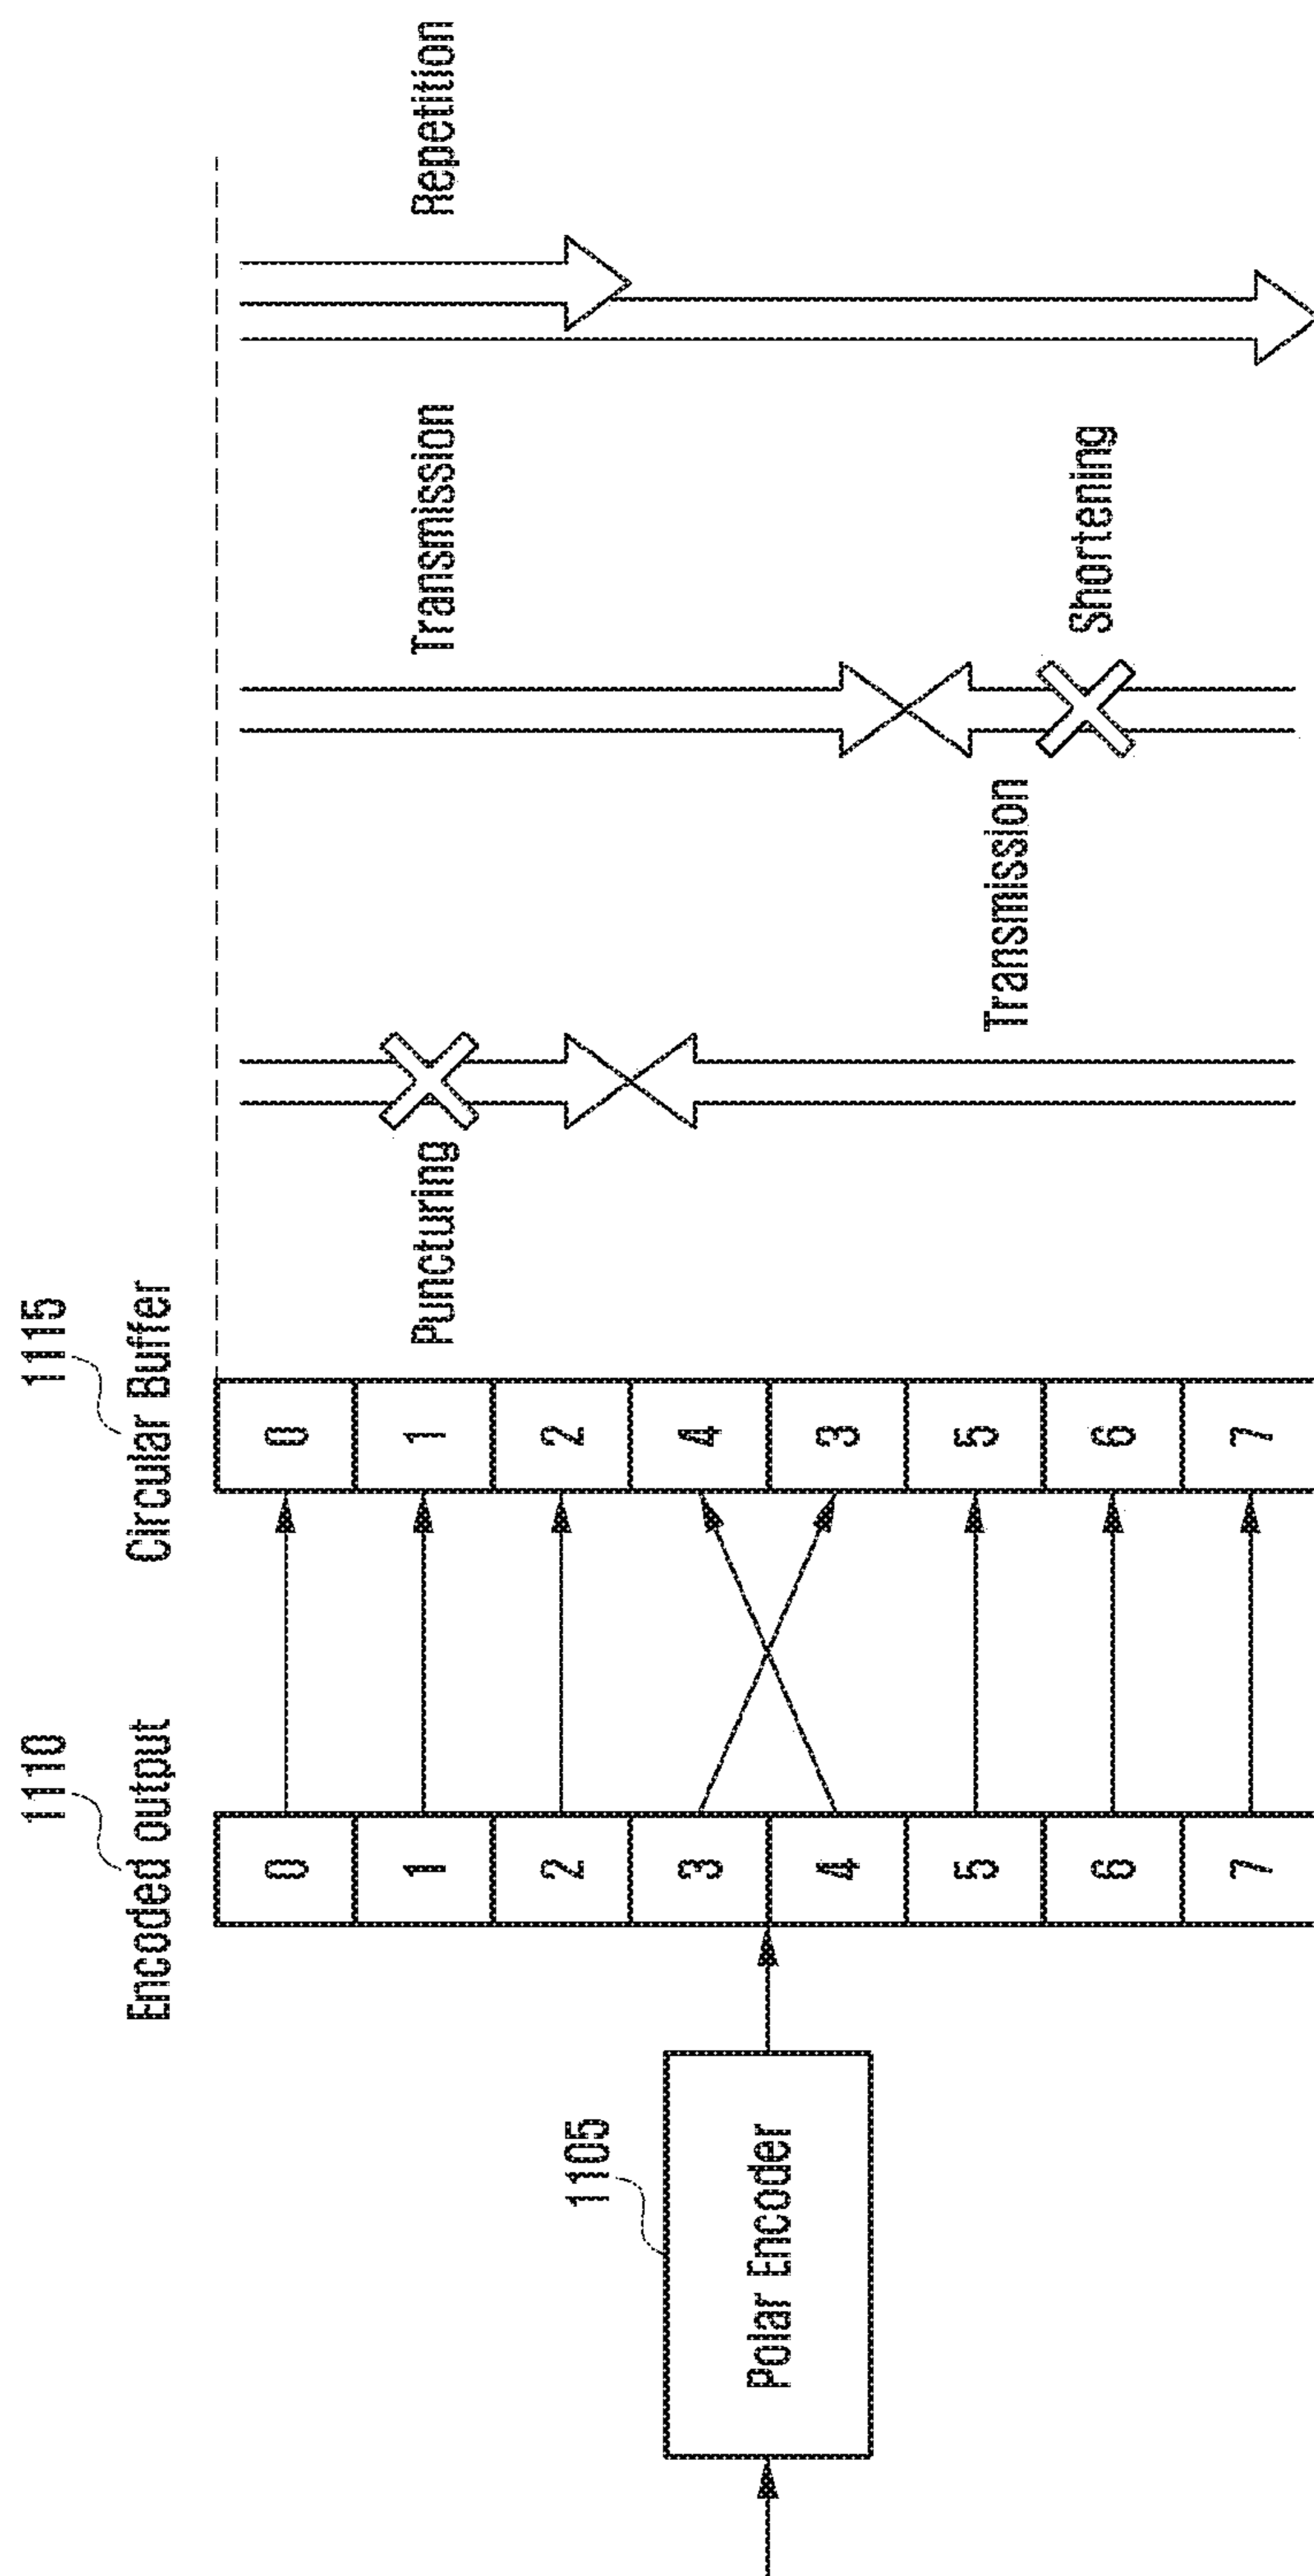 1110
Encoded output
1115
Circular Buffer
1105
Polar Encoder
0
1
2
3
4
5
6
7
0
1
2
4
3
5
6
7
Puncturing
Transmission
Transmission
Shortening
Repetition